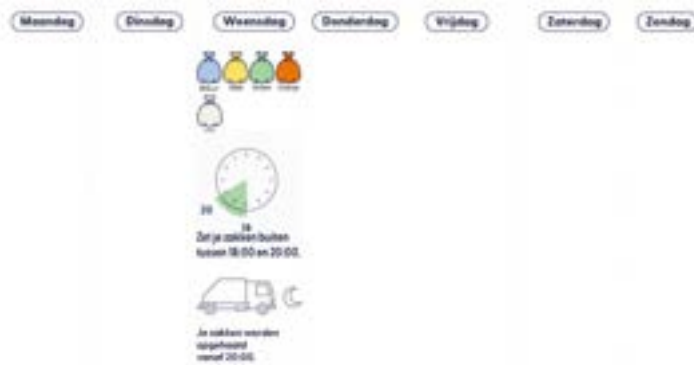 Maandag Dinsdag Woensdag Donderdag Vrijdag Zaterdag Zondag
20
18
Zet je zakken buiten
tussen 18:00 en 20:00.
Je zakken worden
opgehaald
vanaf 20:00.